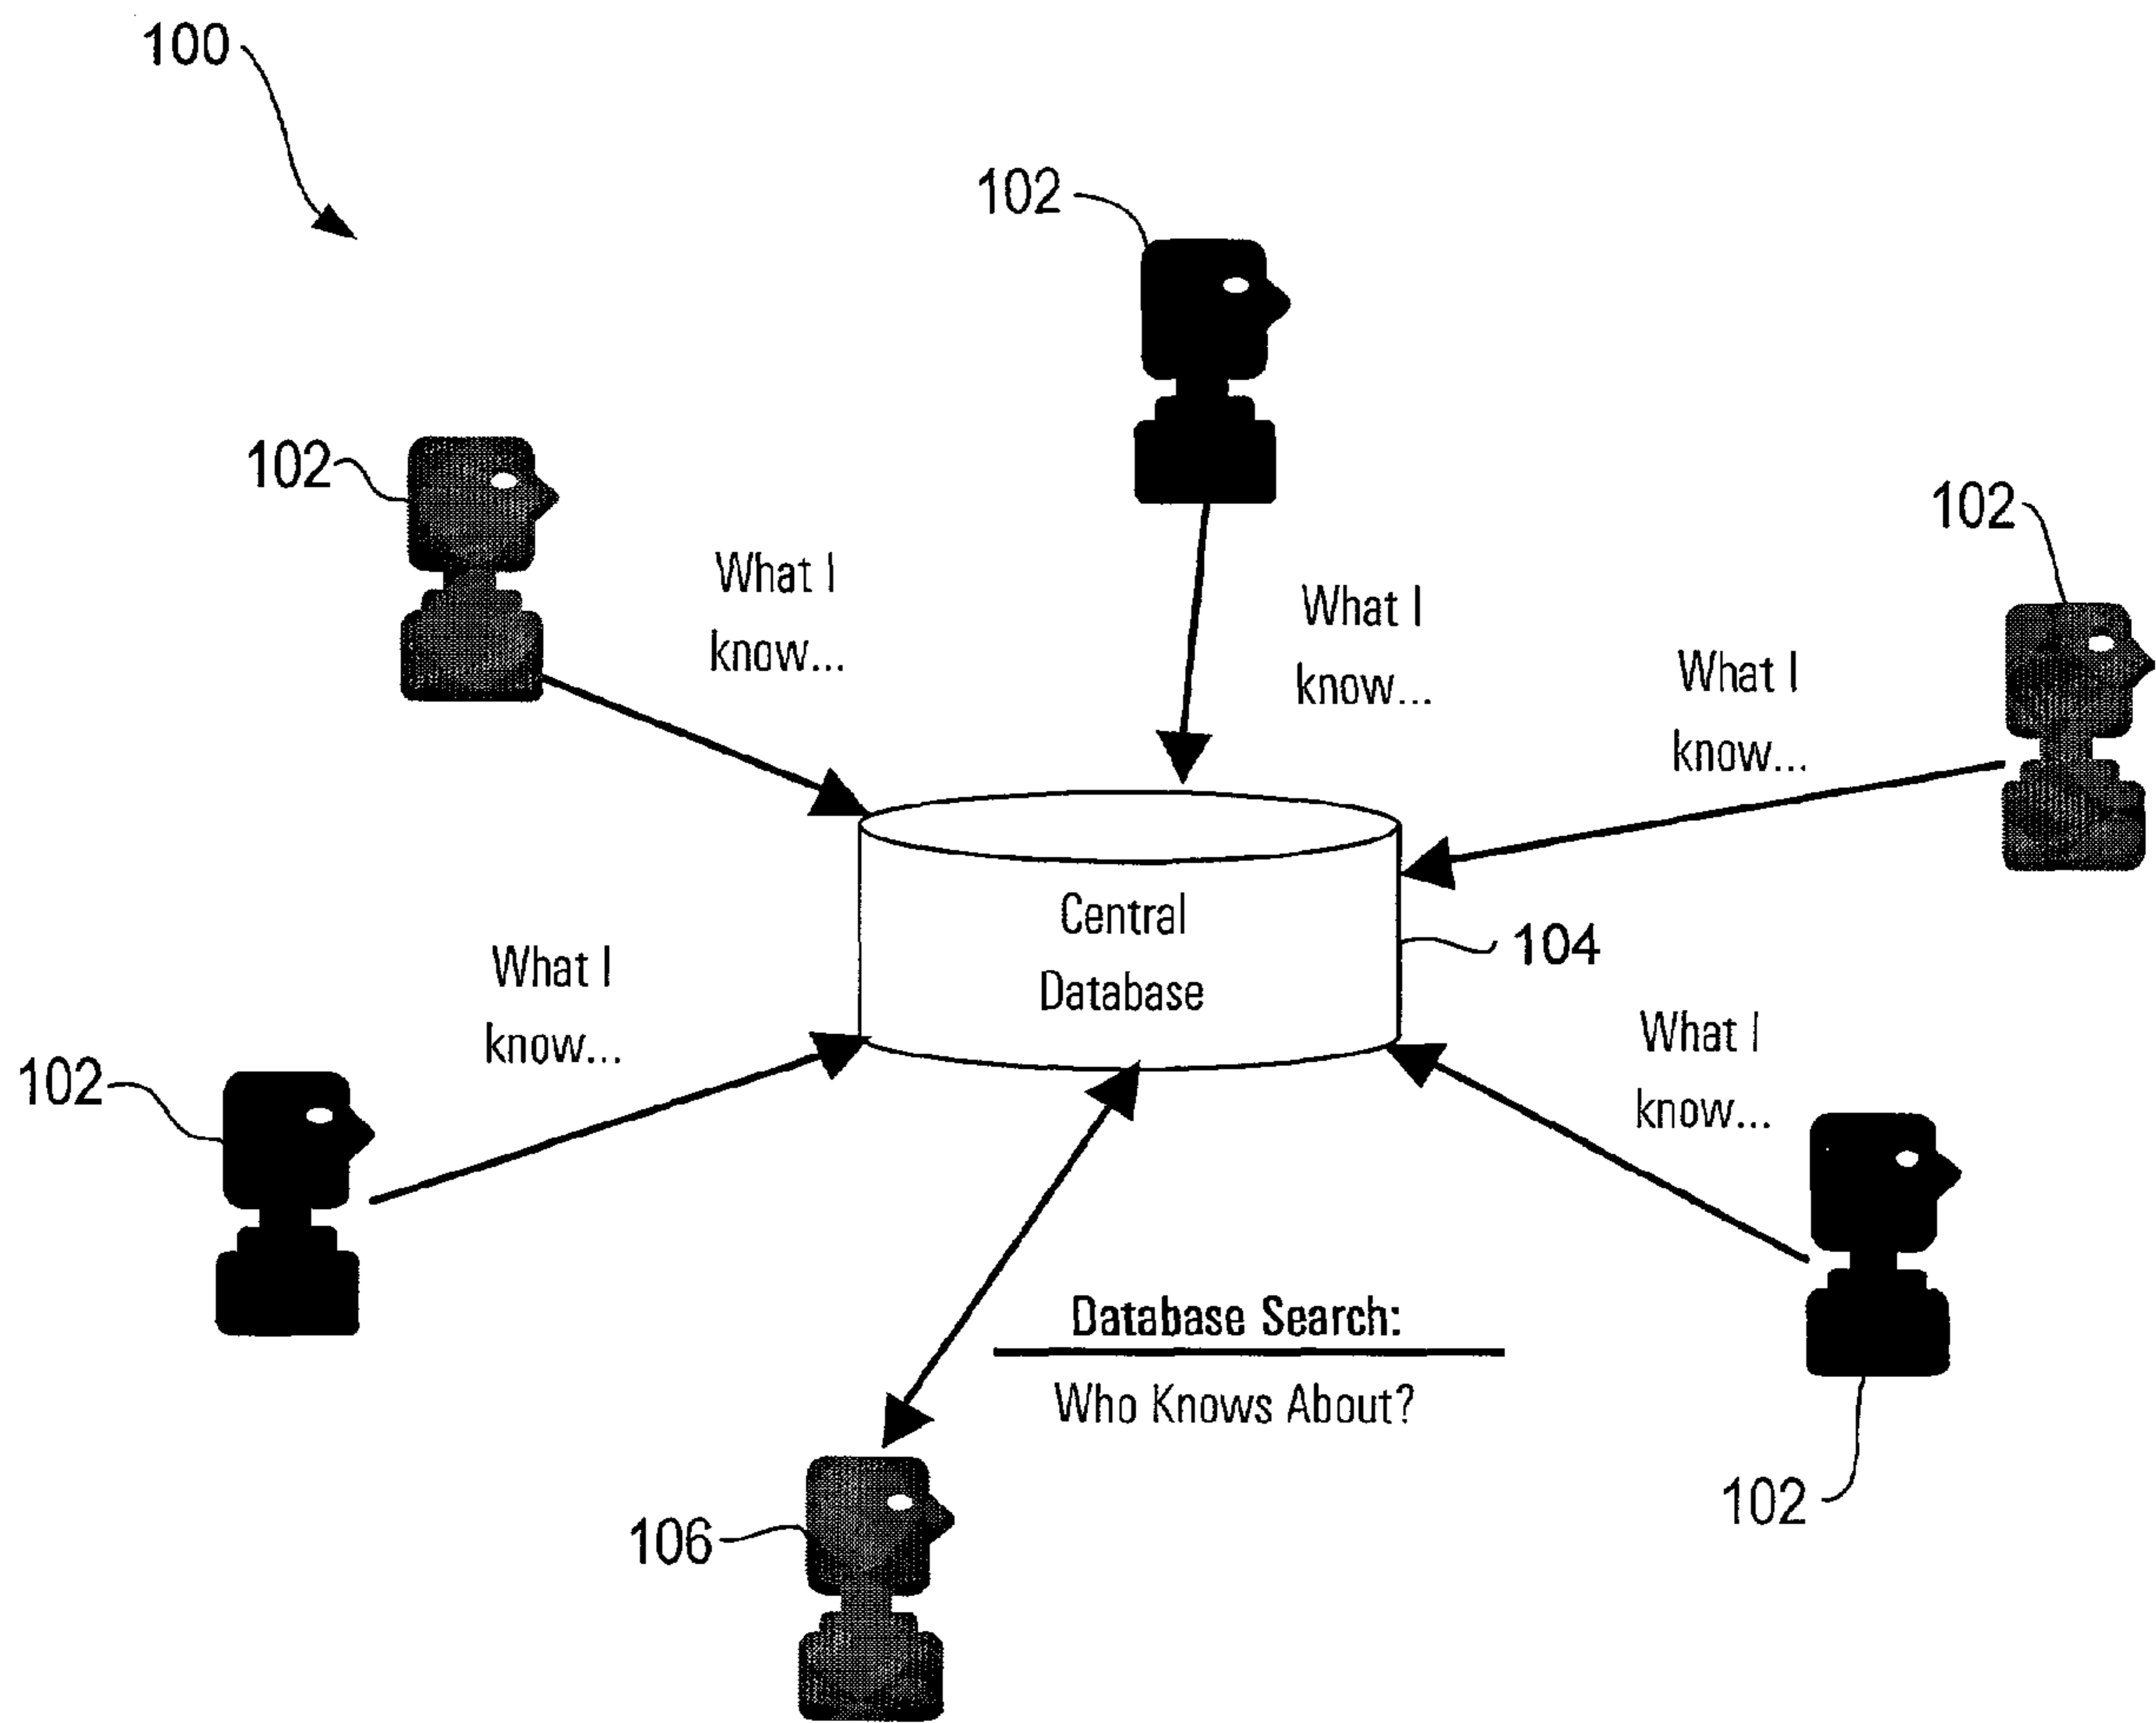 100
102
102
102
What I
know...
What I
know...
What I
know...
Central
Database
104
What I
know...
What I
know...
102
Database Search:
Who Knows About?
102
106